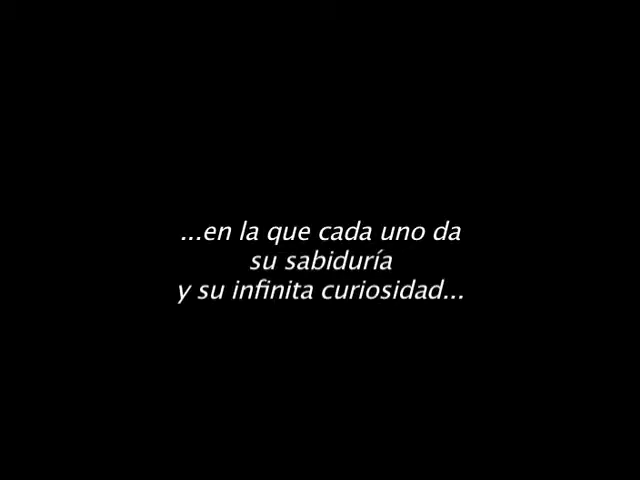 ...en la que cada uno da
su sabiduría
y su infinita curiosidad...